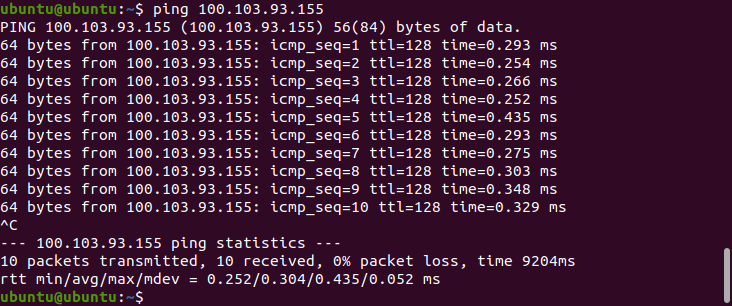 ubuntu@ubuntu:~$ ping 100.103.93.155
PING 100.103.93.155 (100.103.93.155) 56(84) bytes of data.
64 bytes from 100.103.93.155: icmp_seq=1 ttl=128 time=0.293 ms
64 bytes from 100.103.93.155: icmp_seq=2 ttl=128 time=0.254 ms
64 bytes from 100.103.93.155: icmp_seq=3 ttl=128 time=0.266 ms
64 bytes from 100.103.93.155: icmp_seq=4 ttl=128 time=0.252 ms
64 bytes from 100.103.93.155: icmp_seq=5 ttl=128 time=0.435 ms
64 bytes from 100.103.93.155: icmp_seq=6 ttl=128 time=0.293 ms
64 bytes from 100.103.93.155: icmp_seq=7 ttl=128 time=0.275 ms
64 bytes from 100.103.93.155: icmp_seq=8 ttl=128 time=0.303 ms
64 bytes from 100.103.93.155: icmp_seq=9 ttl=128 time=0.348 ms
64 bytes from 100.103.93.155: icmp_seq=10 ttl=128 time=0.329 ms
^C
--- 100.103.93.155 ping statistics ---
10 packets transmitted, 10 received, 0% packet loss, time 9204ms
rtt min/avg/max/mdev = 0.252/0.304/0.435/0.052 ms
ubuntu@ubuntu:~$